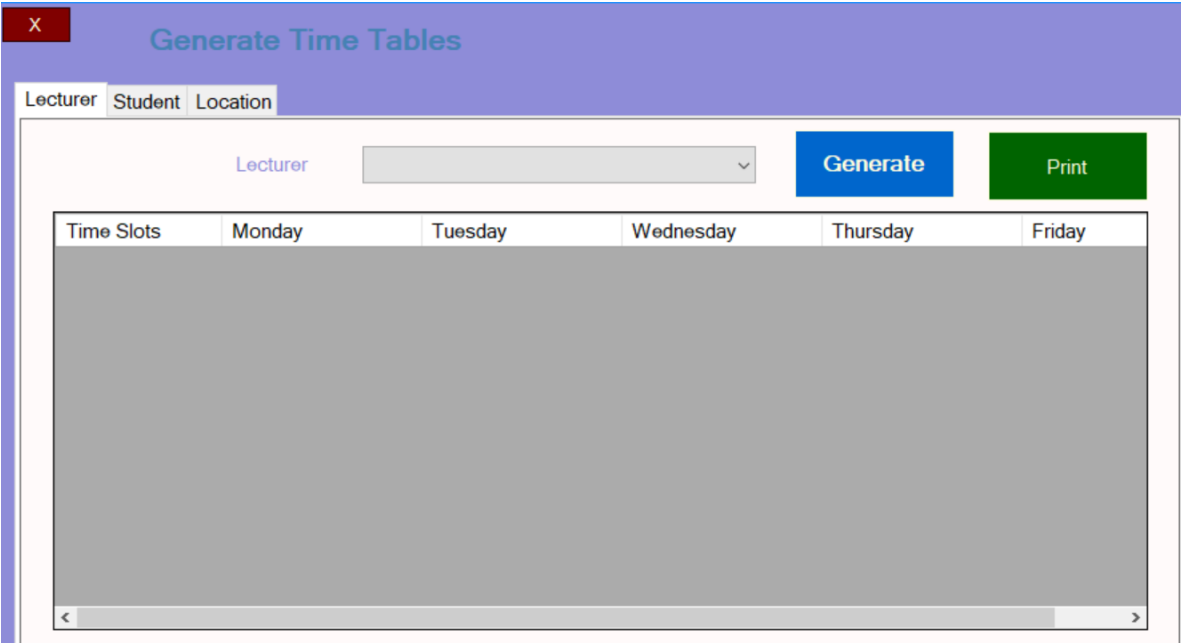 X
Generate Time Tables
Lecturer Student Location
Lecturer
Generate
Print
Time Slots Monday Tuesday Wednesday Thursday Friday